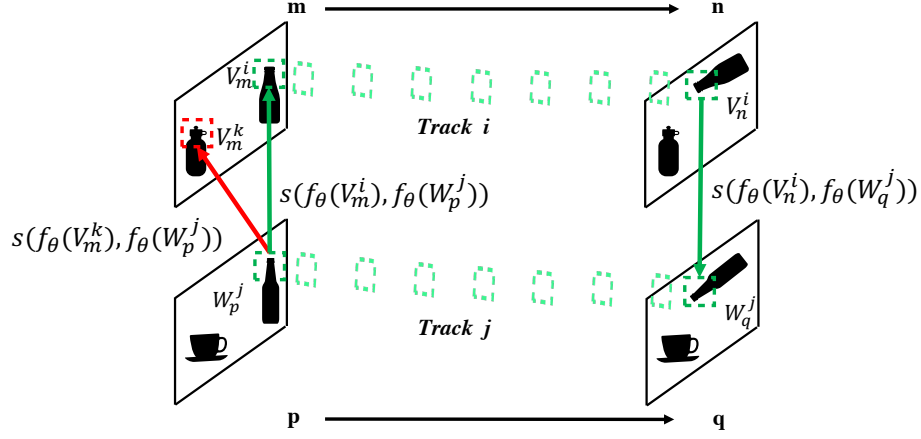 m n
V_m^i
V_m^k
V_n^i
Track i
s(f_θ(V_m^i), f_θ(W_p^j))
s(f_θ(V_n^i), f_θ(W_q^j))
s(f_θ(V_m^k), f_θ(W_p^j))
W_p^j
W_q^j
Track j
p q